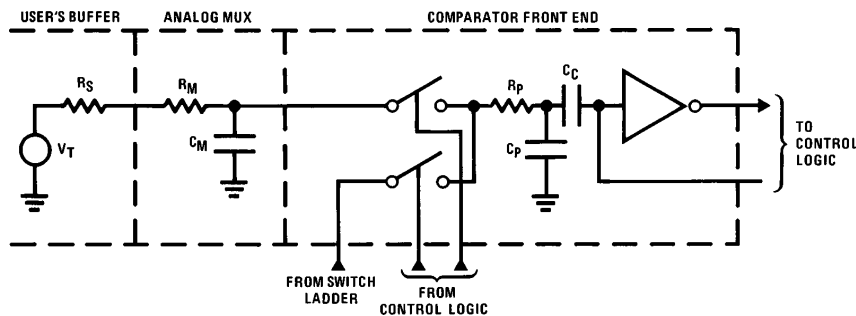 USER'S BUFFER
ANALOG MUX
COMPARATOR FRONT END
RS
RM
RP
CC
VT
CM
CP
TO
CONTROL
LOGIC
FROM SWITCH
LADDER
FROM
CONTROL LOGIC